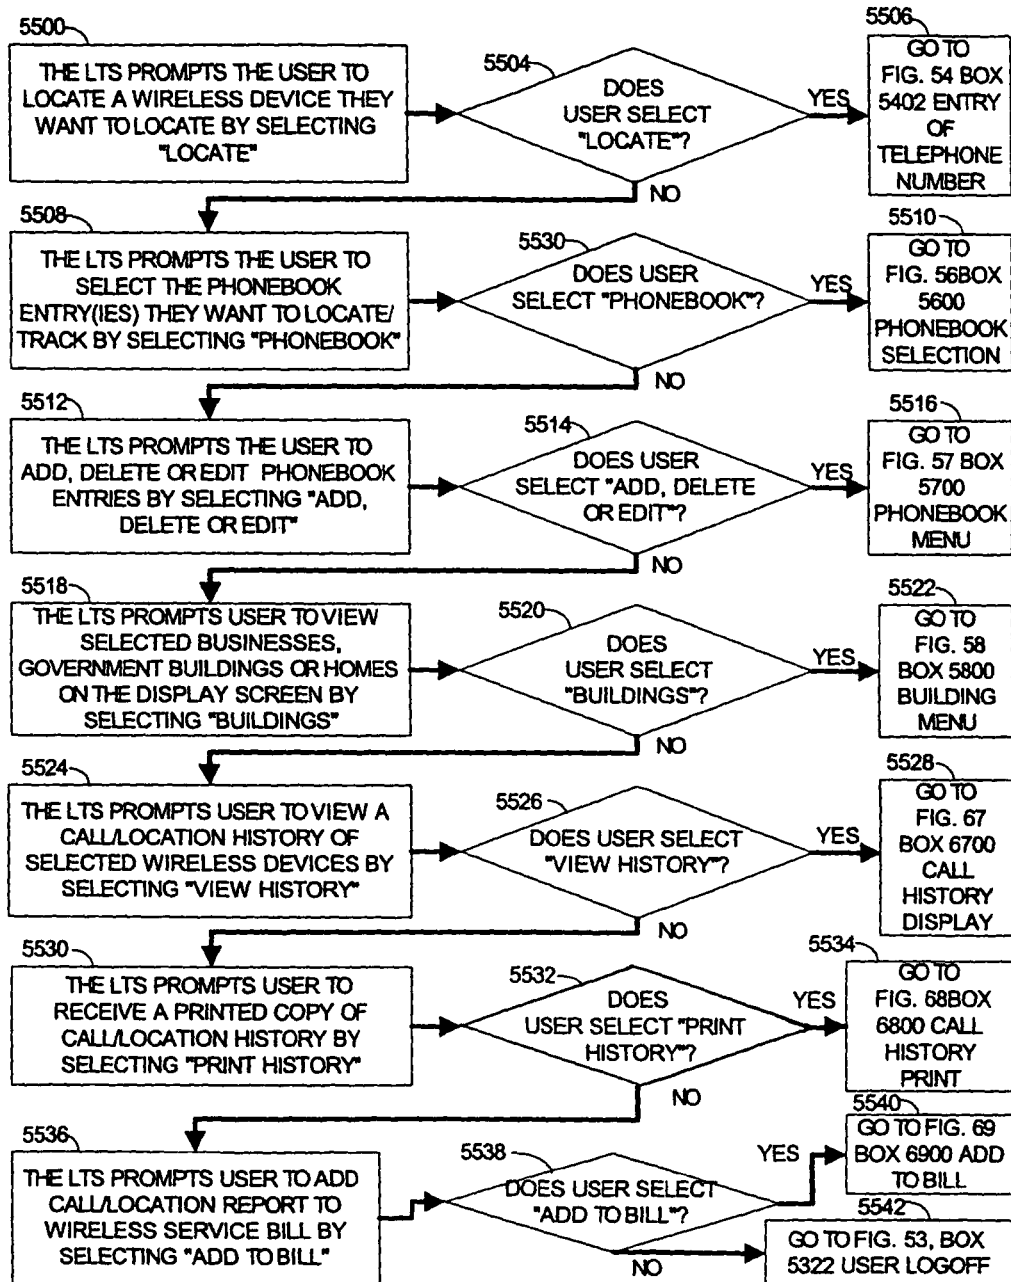 5500
THE LTS PROMPTS THE USER TO
LOCATE A WIRELESS DEVICE THEY
WANT TO LOCATE BY SELECTING
"LOCATE"
5504
DOES
USER SELECT
"LOCATE"?
YES
NO
5506
GO TO
FIG. 54 BOX
5402 ENTRY
OF
TELEPHONE
NUMBER
5508
THE LTS PROMPTS THE USER TO
SELECT THE PHONEBOOK
ENTRY(IES) THEY WANT TO LOCATE/
TRACK BY SELECTING "PHONEBOOK"
5530
DOES USER
SELECT "PHONEBOOK"?
YES
NO
5510
GO TO
FIG. 56BOX
5600
PHONEBOOK
SELECTION
5512
THE LTS PROMPTS THE USER TO
ADD, DELETE OR EDIT PHONEBOOK
ENTRIES BY SELECTING "ADD,
DELETE OR EDIT"
5514
DOES USER
SELECT "ADD, DELETE
OR EDIT"?
YES
NO
5516
GO TO
FIG. 57 BOX
5700
PHONEBOOK
MENU
5518
THE LTS PROMPTS USER TO VIEW
SELECTED BUSINESSES,
GOVERNMENT BUILDINGS OR HOMES
ON THE DISPLAY SCREEN BY
SELECTING "BUILDINGS"
5520
DOES
USER SELECT
"BUILDINGS"?
YES
NO
5522
GO TO
FIG. 58
BOX 5800
BUILDING
MENU
5524
THE LTS PROMPTS USER TO VIEW A
CALL/LOCATION HISTORY OF
SELECTED WIRELESS DEVICES BY
SELECTING "VIEW HISTORY"
5526
DOES USER SELECT
"VIEW HISTORY"?
YES
NO
5528
GO TO
FIG. 67
BOX 6700
CALL
HISTORY
DISPLAY
5530
THE LTS PROMPTS USER TO
RECEIVE A PRINTED COPY OF
CALL/LOCATION HISTORY BY
SELECTING "PRINT HISTORY"
5532
DOES
USER SELECT "PRINT
HISTORY"?
YES
NO
5534
GO TO
FIG. 68BOX
6800 CALL
HISTORY
PRINT
5536
THE LTS PROMPTS USER TO ADD
CALL/LOCATION REPORT TO
WIRELESS SERVICE BILL BY
SELECTING "ADD TO BILL"
5538
DOES USER SELECT
"ADD TO BILL"?
YES
NO
5540
GO TO FIG. 69
BOX 6900 ADD
TO BILL
5542
GO TO FIG. 53, BOX
5322 USER LOGOFF